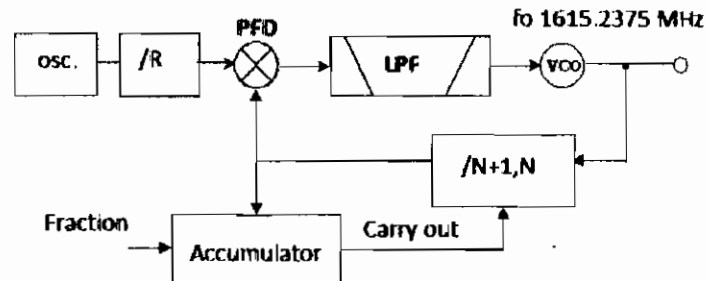 fo 1615.2375 MHz
PFD
osc.
/R
LPF
VCO
/N+1,N
Fraction
Carry out
Accumulator